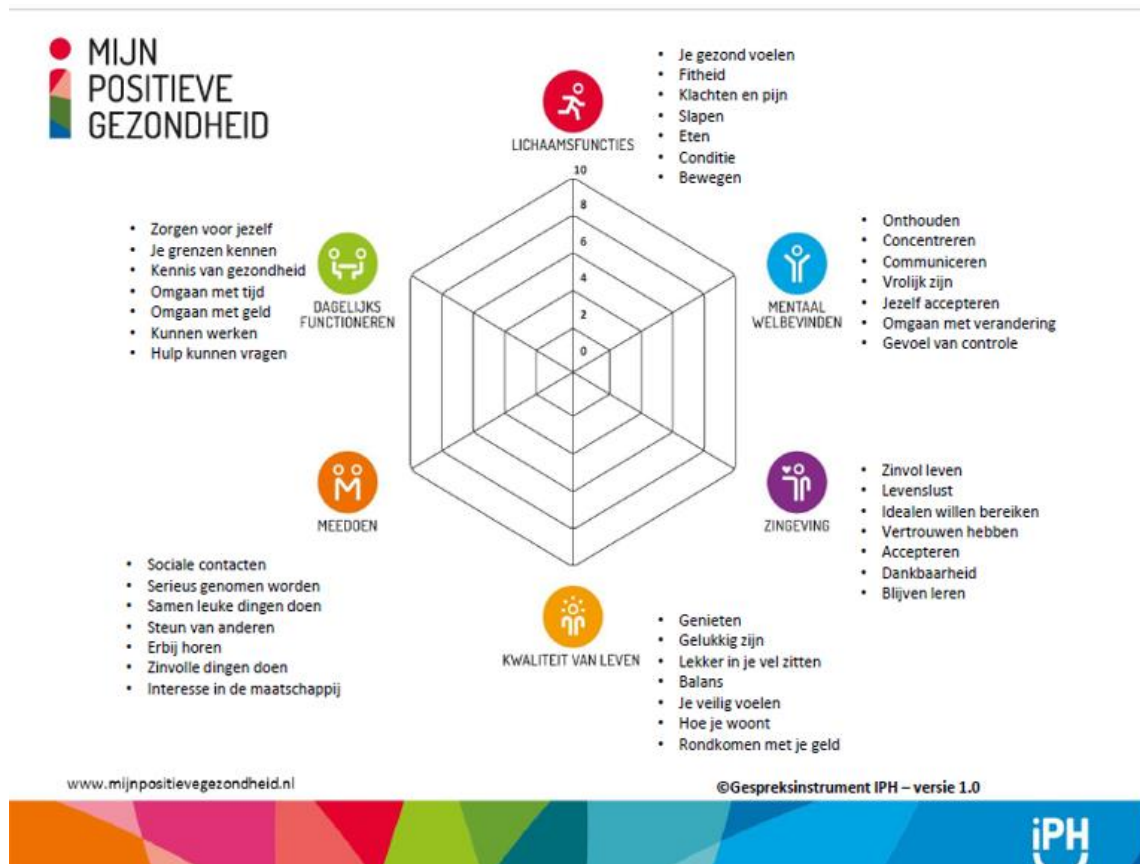 MIJN
POSITIEVE
GEZONDHEID
LICHAAMSFUNCTIES
• Je gezond voelen
• Fitheid
• Klachten en pijn
• Slapen
• Eten
• Conditie
• Bewegen
10
8
6
4
2
0
MENTAAL
WELBEVINDEN
• Onthouden
• Concentreren
• Communiceren
• Vrolijk zijn
• Jezelf accepteren
• Omgaan met verandering
• Gevoel van controle
ZINGEVING
• Zinvol leven
• Levenslust
• Idealen willen bereiken
• Vertrouwen hebben
• Accepteren
• Dankbaarheid
• Blijven leren
KWALITEIT VAN LEVEN
• Genieten
• Gelukkig zijn
• Lekker in je vel zitten
• Balans
• Je veilig voelen
• Hoe je woont
• Rondkomen met je geld
MEEDOEN
• Sociale contacten
• Serieus genomen worden
• Samen leuke dingen doen
• Steun van anderen
• Erbij horen
• Zinvolle dingen doen
• Interesse in de maatschappij
DAGELIJKS
FUNCTIONEREN
• Zorgen voor jezelf
• Je grenzen kennen
• Kennis van gezondheid
• Omgaan met tijd
• Omgaan met geld
• Kunnen werken
• Hulp kunnen vragen
www.mijnpositievegezondheid.nl
©Gespreksinstrument IPH – versie 1.0
iPH